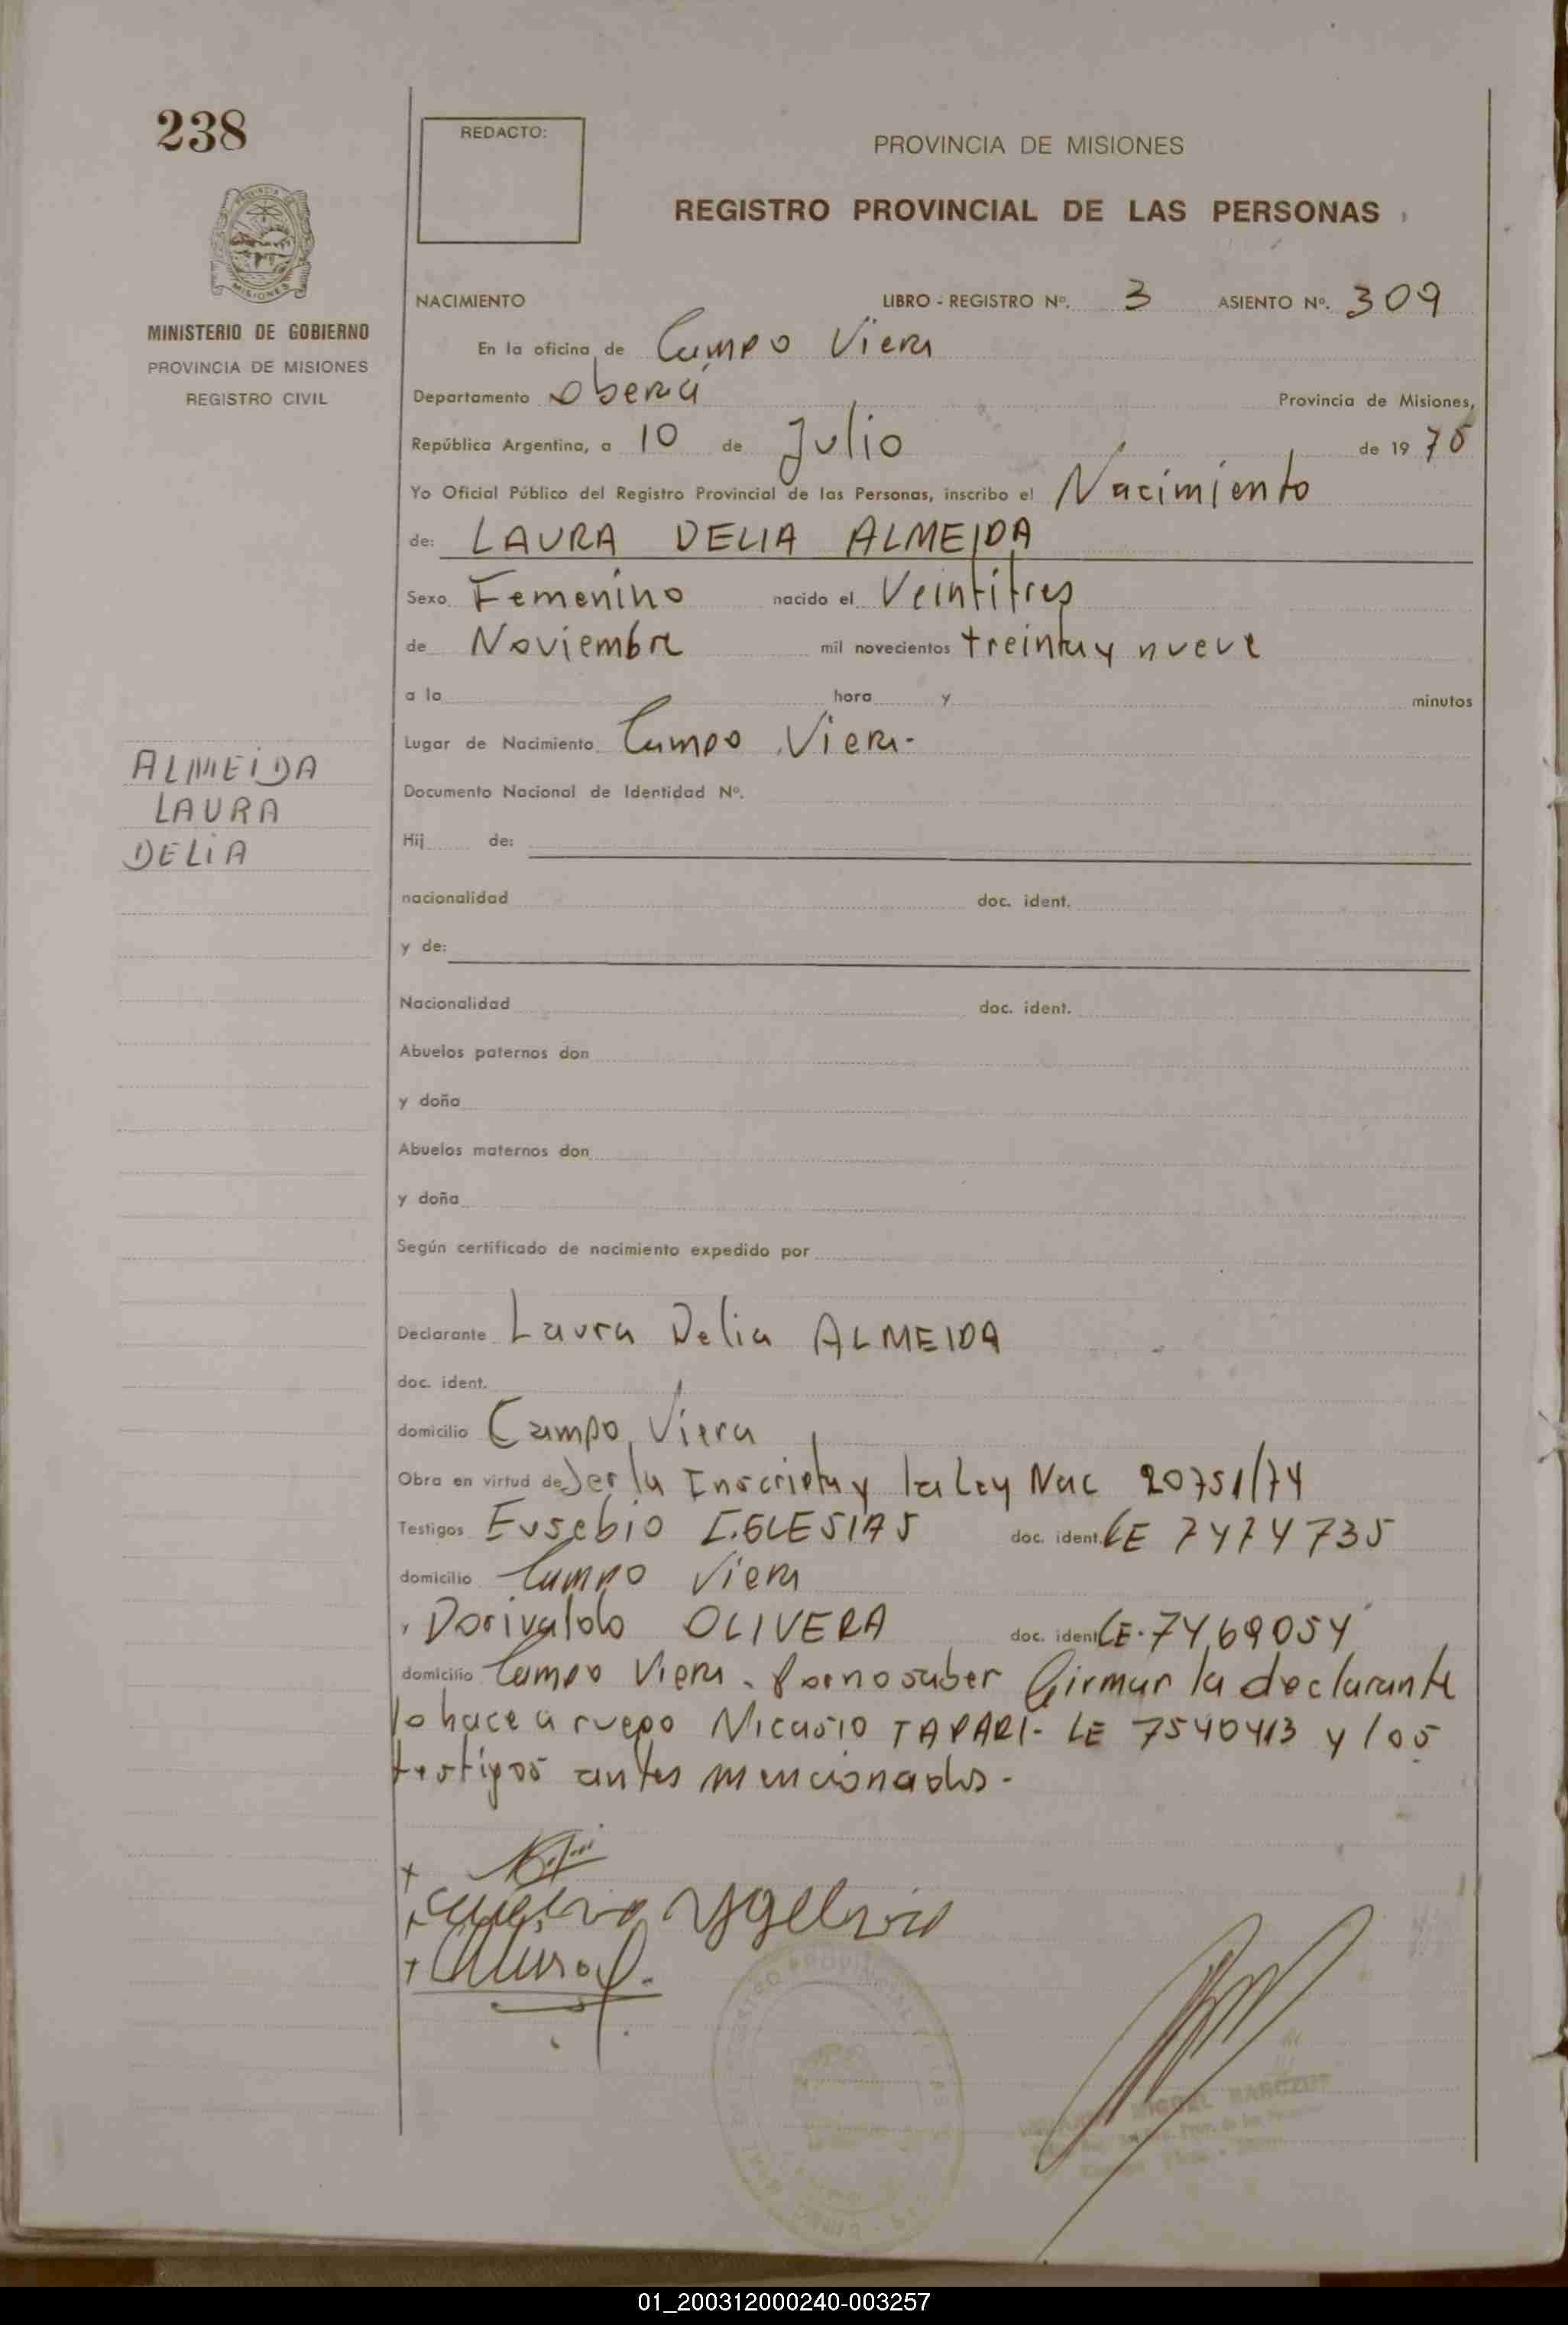 238
REDACTO:
PROVINCIA DE MISIONES
REGISTRO PROVINCIAL DE LAS PERSONAS
PROVINCIA DE
MISIONES
MINISTERIO DE GOBIERNO
PROVINCIA DE MISIONES
REGISTRO CIVIL
NACIMIENTO LIBRO - REGISTRO Nº. 3 ASIENTO Nº. 309
En la oficina de Campo Viera
Departamento Oberá Provincia de Misiones,
República Argentina, a 10 de Julio de 19
Yo Oficial Público del Registro Provincial de las Personas, inscribo el Nacimiento
de: LAURA DELIA ALMEIDA
Sexo Femenino nacido el Veintitres
de Noviembre mil novecientos treinta y nueve
a la hora y minutos
Lugar de Nacimiento Campo Viera-
ALMEIDA
LAURA
DELIA
Documento Nacional de Identidad Nº.
Hij de:
nacionalidad doc. ident.
y de:
Nacionalidad doc. ident.
Abuelos paternos don
y doña
Abuelos maternos don
y doña
Según certificado de nacimiento expedido por
Declarante Laura Delia ALMEIDA
doc. ident.
domicilio Campo Viera
Obra en virtud de Ser la Inscripta y la Ley Nac 20751/74
Testigos Eusebio IGLESIAS doc. ident. LE 7474735
domicilio Campo Viera
Dorivaldo OLIVERA doc. ident LE. 7469054
domicilio Campo Viera. Por no saber firmar la declarante
lo hace a ruego Nicasio TAPARI- LE 7540413 y los
testigos antes mencionados-
MIGUEL
01_200312000240-003257